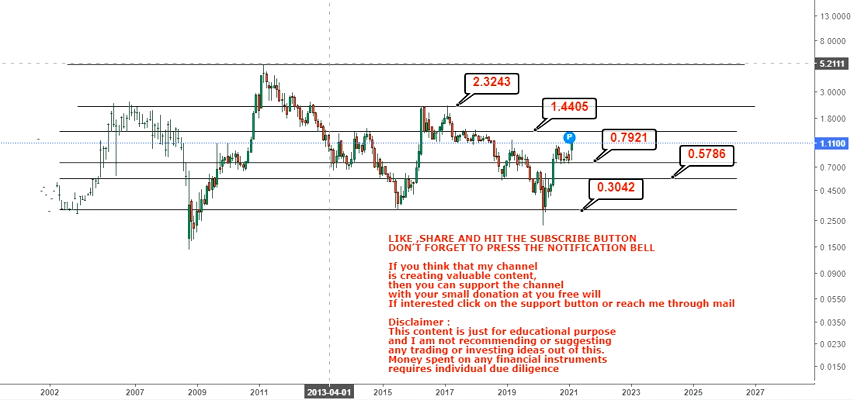 13.0000
8.0000
5.2111
3.0000
2.3243
1.4405
1.8000
P
0.7921
1.1100
0.5786
0.7000
0.3042
0.4500
0.2500
LIKE ,SHARE AND HIT THE SUBSCRIBE BUTTON
DON'T FORGET TO PRESS THE NOTIFICATION BELL
0.1500
If you think that my channel
is creating valuable content,
then you can support the channel
with your small donation at you free will
If interested click on the support button or reach me through mail
0.0900
0.0550
Disclaimer :
This content is just for educational purpose
and I am not recommending or suggesting
any trading or investing ideas out of this.
Money spent on any financial instruments
requires individual due diligence
0.0350
0.0230
0.0150
2002 2007 2009 2011 2013-04-01 2015 2017 2019 2021 2023 2025 2027